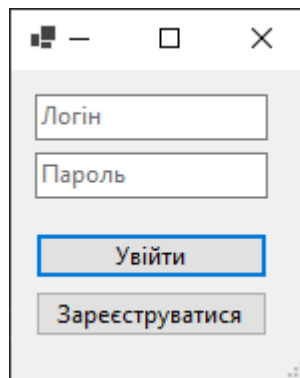 Логін
Пароль
Увійти
Зареєструватися